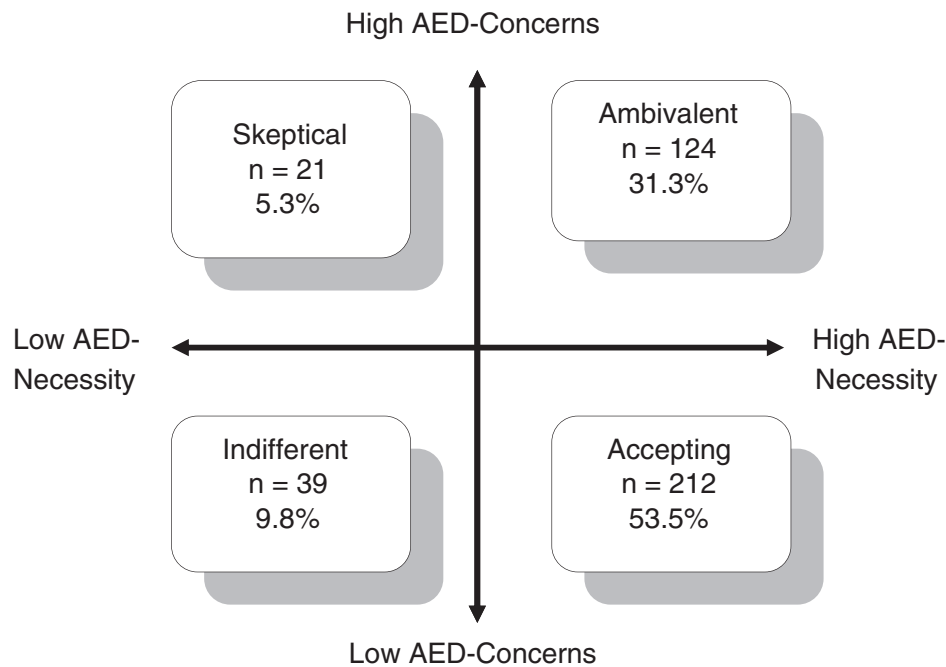 High AED-Concerns
Skeptical
n = 21
5.3%
Ambivalent
n = 124
31.3%
Low AED-
Necessity
High AED-
Necessity
Indifferent
n = 39
9.8%
Accepting
n = 212
53.5%
Low AED-Concerns